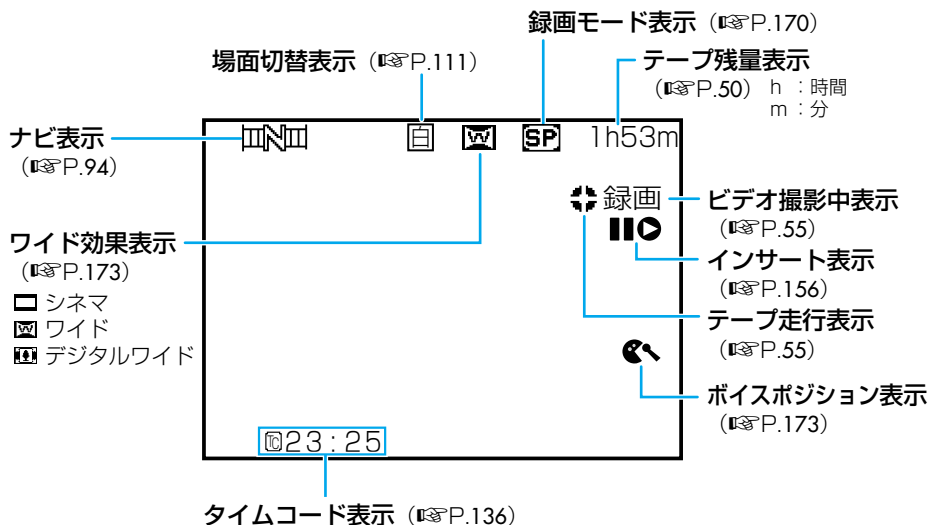 録画モード表示（☞P.170）
場面切替表示（☞P.111）
テープ残量表示
（☞P.50） h ：時間
m ：分
ナビ表示
（☞P.94）
N 白 W SP 1h53m
録画
ビデオ撮影中表示
（☞P.55）
ワイド効果表示
（☞P.173）
シネマ
W ワイド
デジタルワイド
インサート表示
（☞P.156）
テープ走行表示
（☞P.55）
ボイスポジション表示
（☞P.173）
TC 23:25
タイムコード表示（☞P.136）